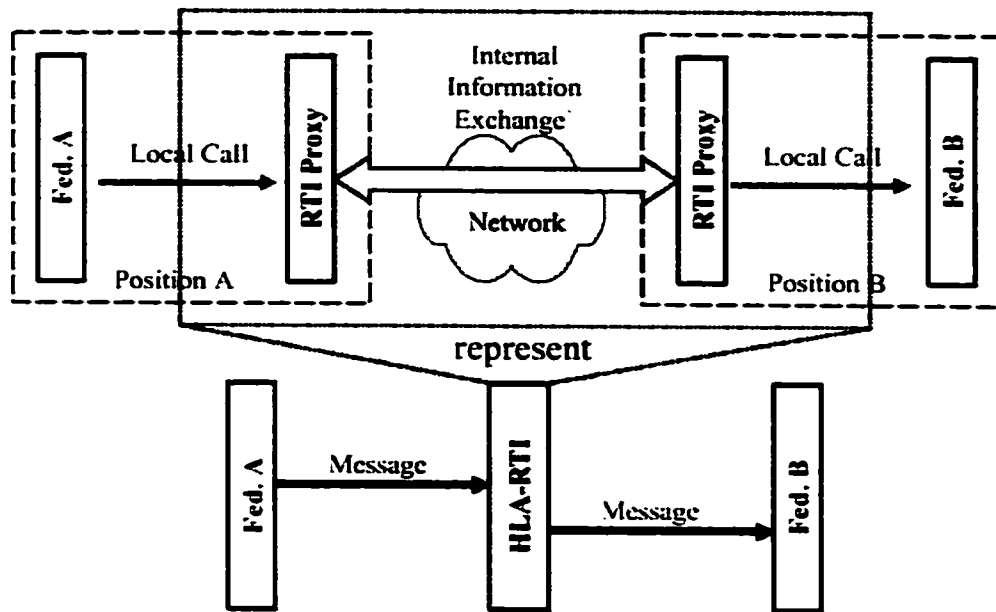 Internal
Information
Exchange
Fed. A
Local Call
RTI Proxy
Network
RTI Proxy
Local Call
Fed. B
Position A
Position B
represent
Fed. A
Message
HLA-RTI
Message
Fed. B